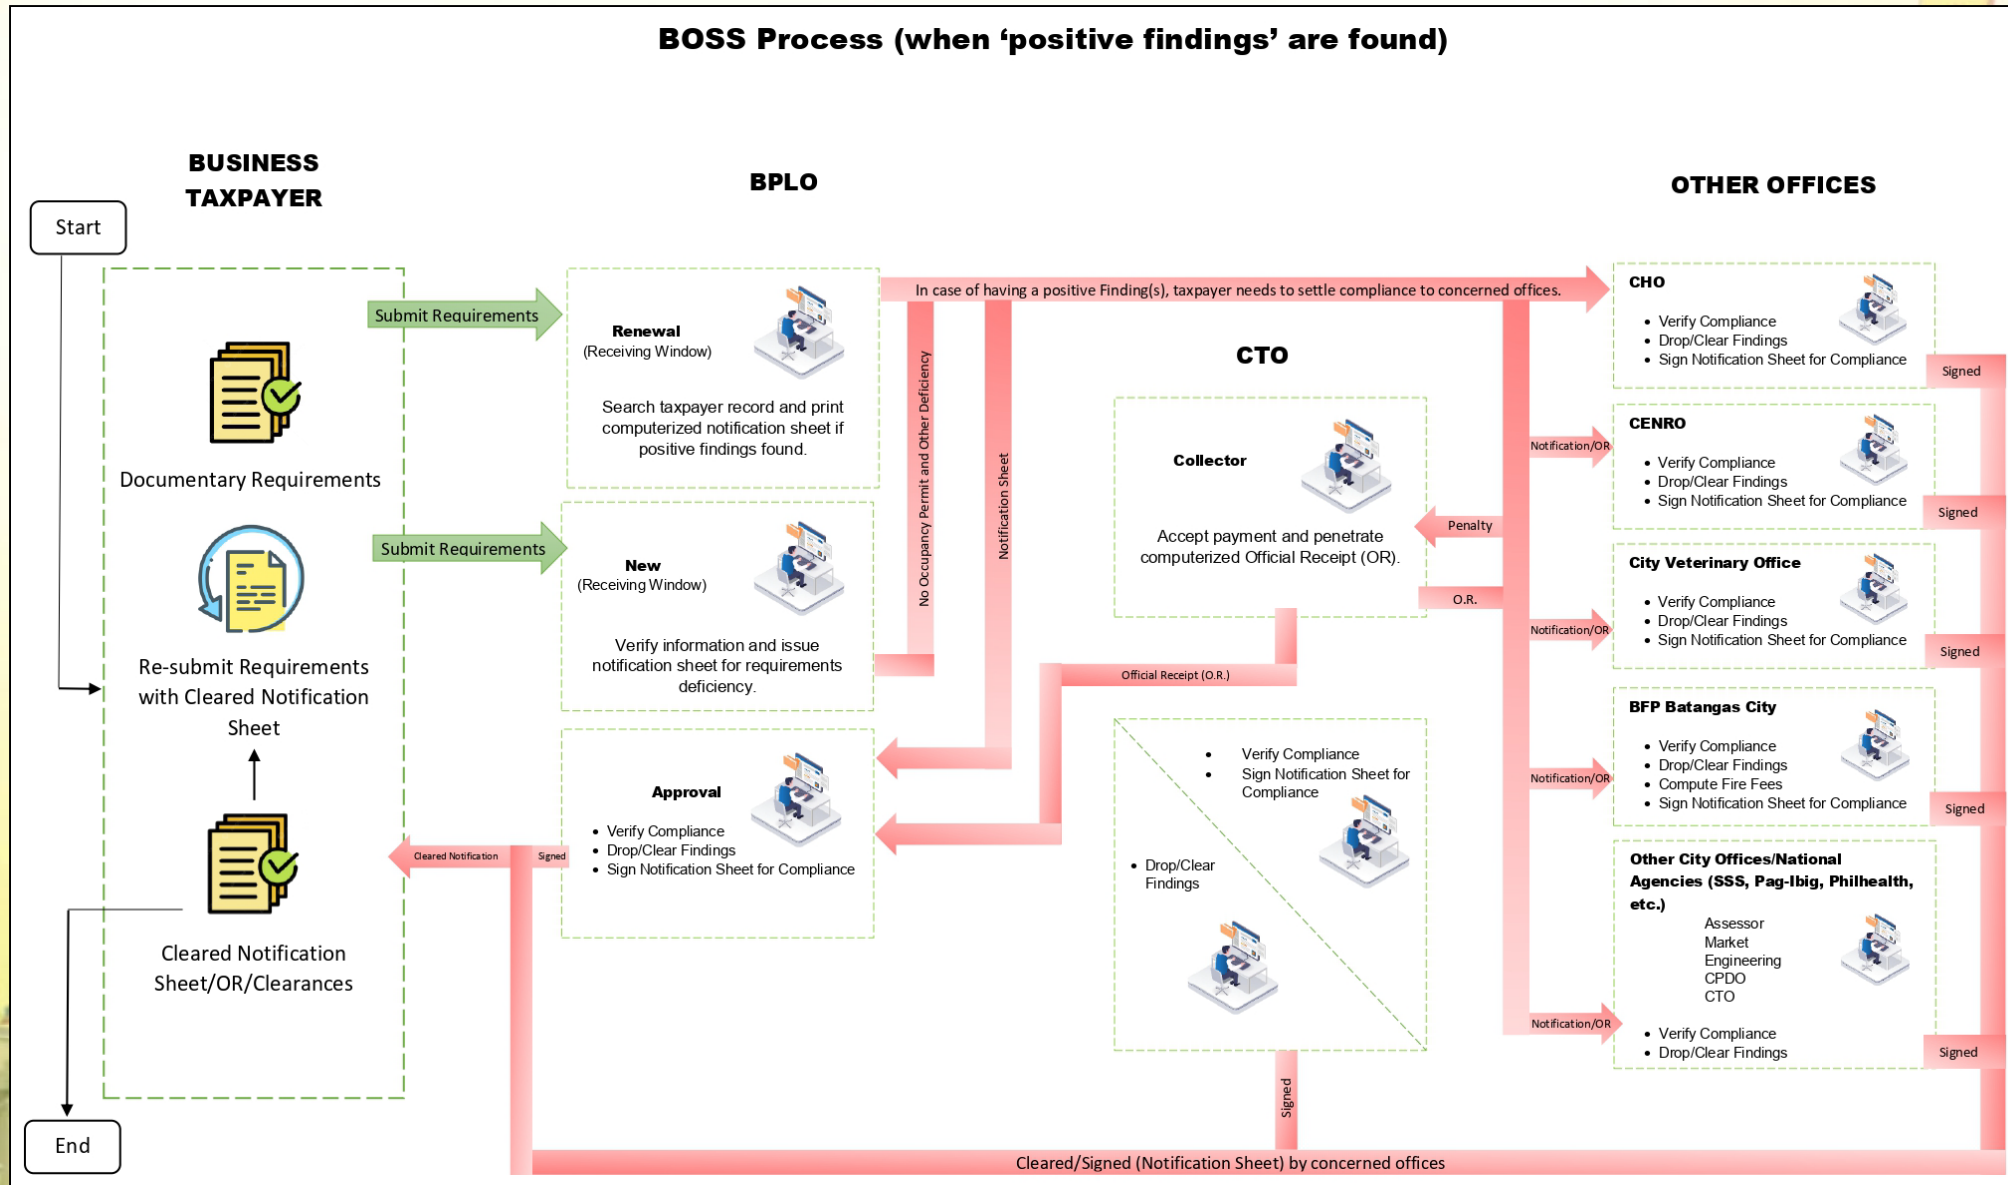 BOSS Process (when ‘positive findings’ are found)
BUSINESS
TAXPAYER
BPLO
CTO
OTHER OFFICES
Start
Submit Requirements
Documentary Requirements
Submit Requirements
Re-submit Requirements
with Cleared Notification
Sheet
Cleared Notification
Sheet/OR/Clearances
End
Renewal
(Receiving Window)
Search taxpayer record and print
computerized notification sheet if
positive findings found.
New
(Receiving Window)
Verify information and issue
notification sheet for requirements
deficiency.
Approval
• Verify Compliance
• Drop/Clear Findings
• Sign Notification Sheet for Compliance
Cleared Notification
Signed
In case of having a positive Finding(s), taxpayer needs to settle compliance to concerned offices.
No Occupancy Permit and Other Deficiency
Notification Sheet
Collector
Accept payment and penetrate
computerized Official Receipt (OR).
Penalty
O.R.
Official Receipt (O.R.)
• Verify Compliance
• Sign Notification Sheet for
Compliance
• Drop/Clear
Findings
Signed
CHO
• Verify Compliance
• Drop/Clear Findings
• Sign Notification Sheet for Compliance
Signed
Notification/OR
CENRO
• Verify Compliance
• Drop/Clear Findings
• Sign Notification Sheet for Compliance
Signed
Notification/OR
City Veterinary Office
• Verify Compliance
• Drop/Clear Findings
• Sign Notification Sheet for Compliance
Signed
Notification/OR
BFP Batangas City
• Verify Compliance
• Drop/Clear Findings
• Compute Fire Fees
• Sign Notification Sheet for Compliance
Signed
Notification/OR
Other City Offices/National
Agencies (SSS, Pag-Ibig, Philhealth,
etc.)
Assessor
Market
Engineering
CPDO
CTO
• Verify Compliance
• Drop/Clear Findings
Signed
Cleared/Signed (Notification Sheet) by concerned offices